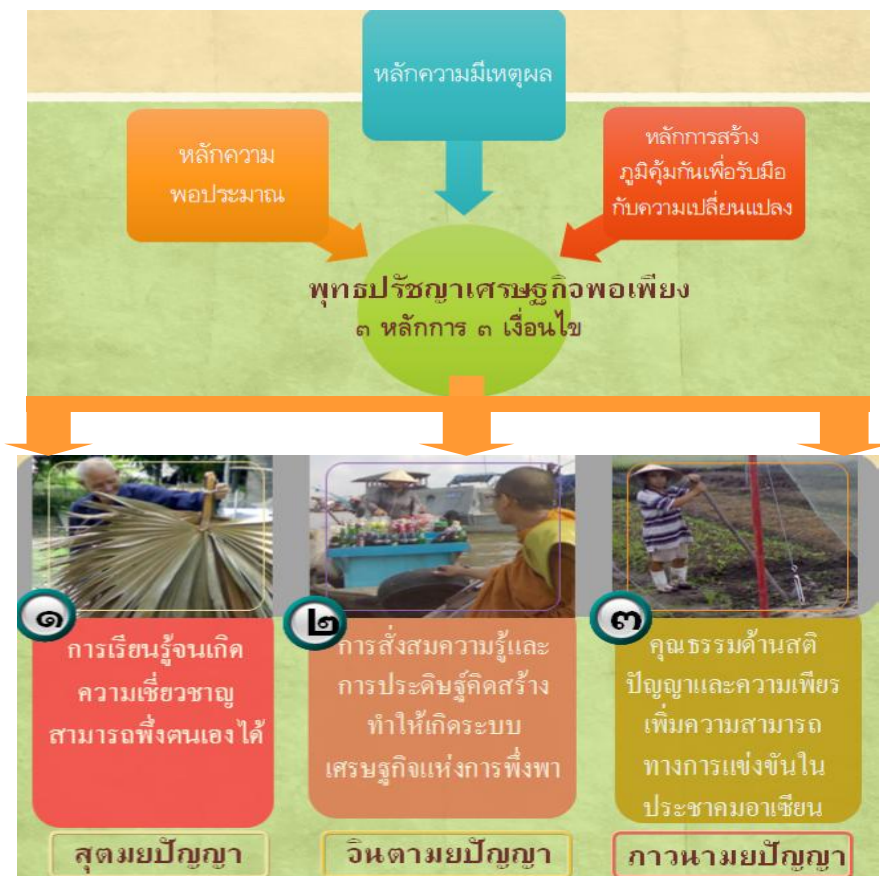 หลักความมีเหตุผล
หลักความ
พอประมาณ
หลักการสร้าง
ภูมิคุ้มกันเพื่อรับมือ
กับความเปลี่ยนแปลง
พุทธปรัชญาเศรษฐกิจพอเพียง
๓ หลักการ ๓ เงื่อนไข
๑
การเรียนรู้จนเกิด
ความเชี่ยวชาญ
สามารถพึ่งตนเองได้
สุตมยปัญญา
๒
การสั่งสมความรู้และ
การประดิษฐ์คิดสร้าง
ทำให้เกิดระบบ
เศรษฐกิจแห่งการพึ่งพา
จินตามยปัญญา
๓
คุณธรรมด้านสติ
ปัญญาและความเพียร
เพิ่มความสามารถ
ทางการแข่งขันใน
ประชาคมอาเซียน
ภาวนามยปัญญา